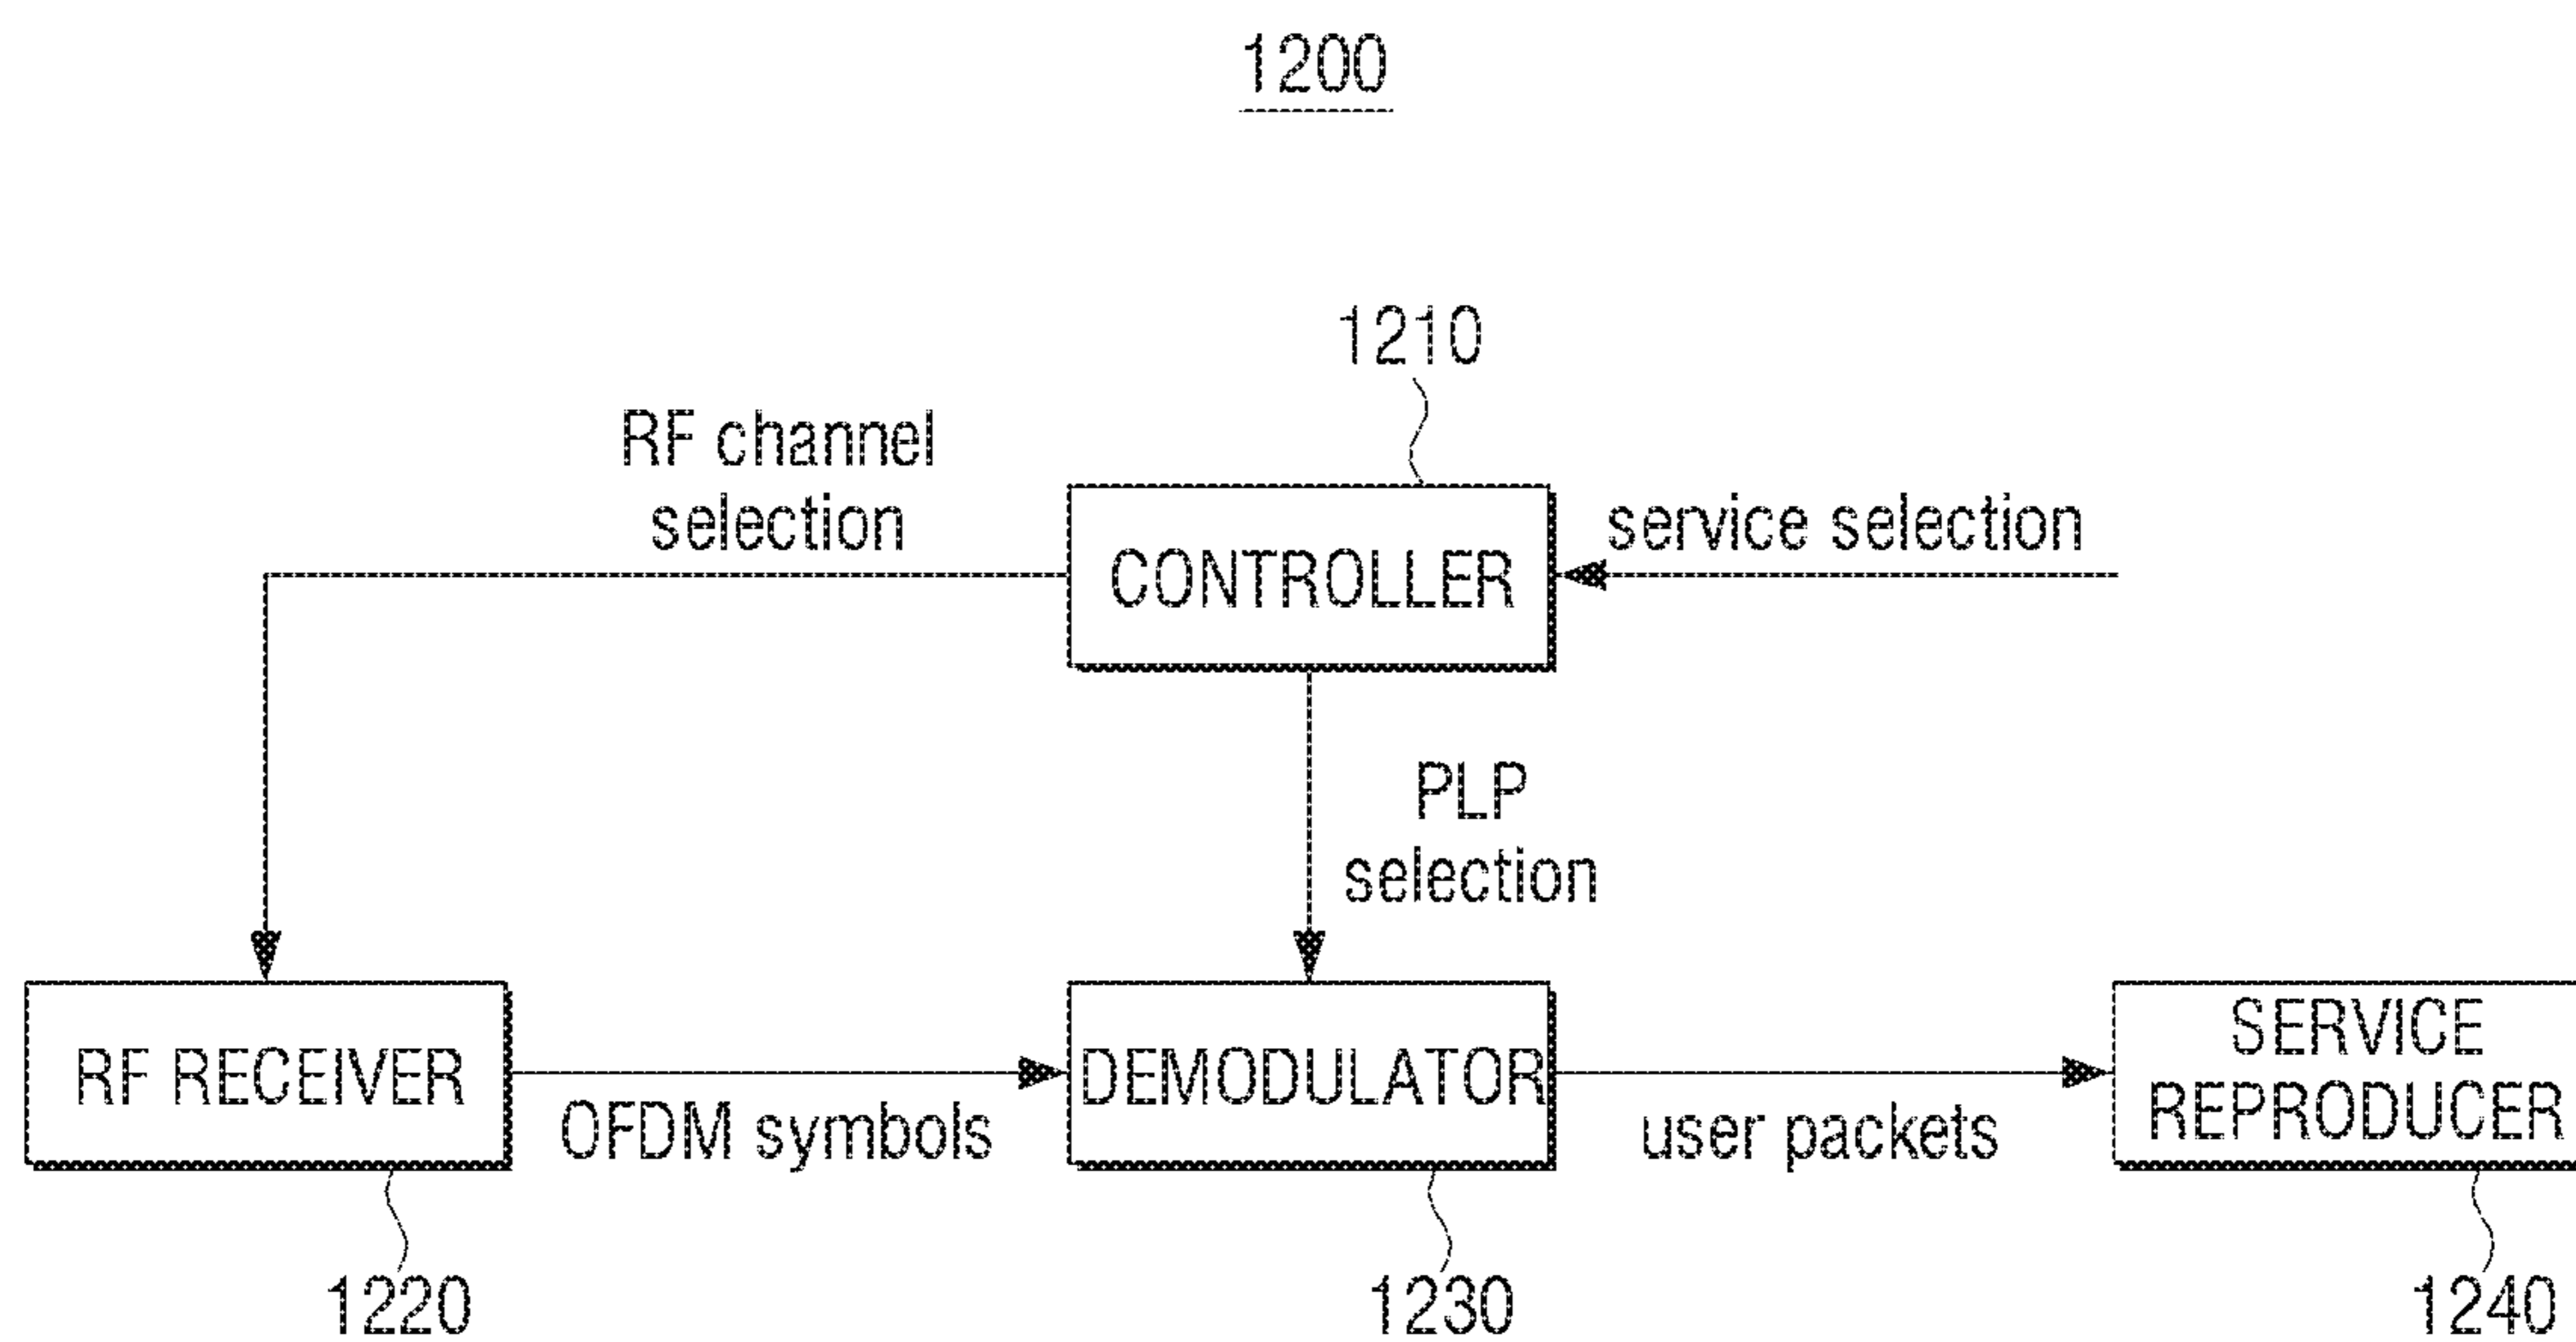 1200
1210
RF channel
selection
CONTROLLER
service selection
PLP
selection
RF RECEIVER
OFDM symbols
DEMODULATOR
user packets
SERVICE
REPRODUCER
1220
1230
1240